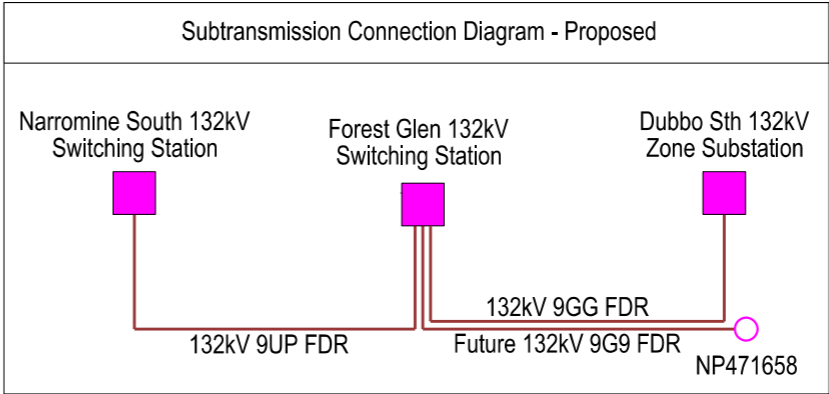 Subtransmission Connection Diagram - Proposed
Narromine South 132kV
Switching Station
Forest Glen 132kV
Switching Station
Dubbo Sth 132kV
Zone Substation
132kV 9GG FDR
132kV 9UP FDR
Future 132kV 9G9 FDR
NP471658